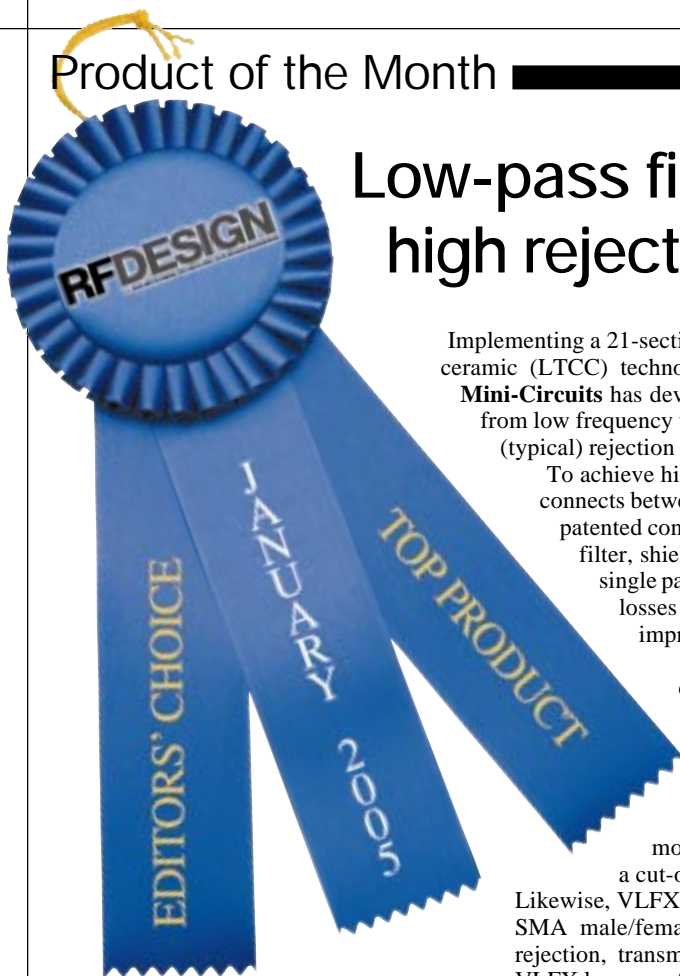 Product of the Month
RFDESIGN
EDITORS' CHOICE
JANUARY 2005
TOP PRODUCT
Low-pass fi
high reject
Implementing a 21-secti
ceramic (LTCC) techno
Mini-Circuits has dev
from low frequency
(typical) rejection
To achieve hi
connects betwe
patented con
filter, shiel
single pa
losses
impr
mo
a cut-o
Likewise, VLFX
SMA male/fema
rejection, transm